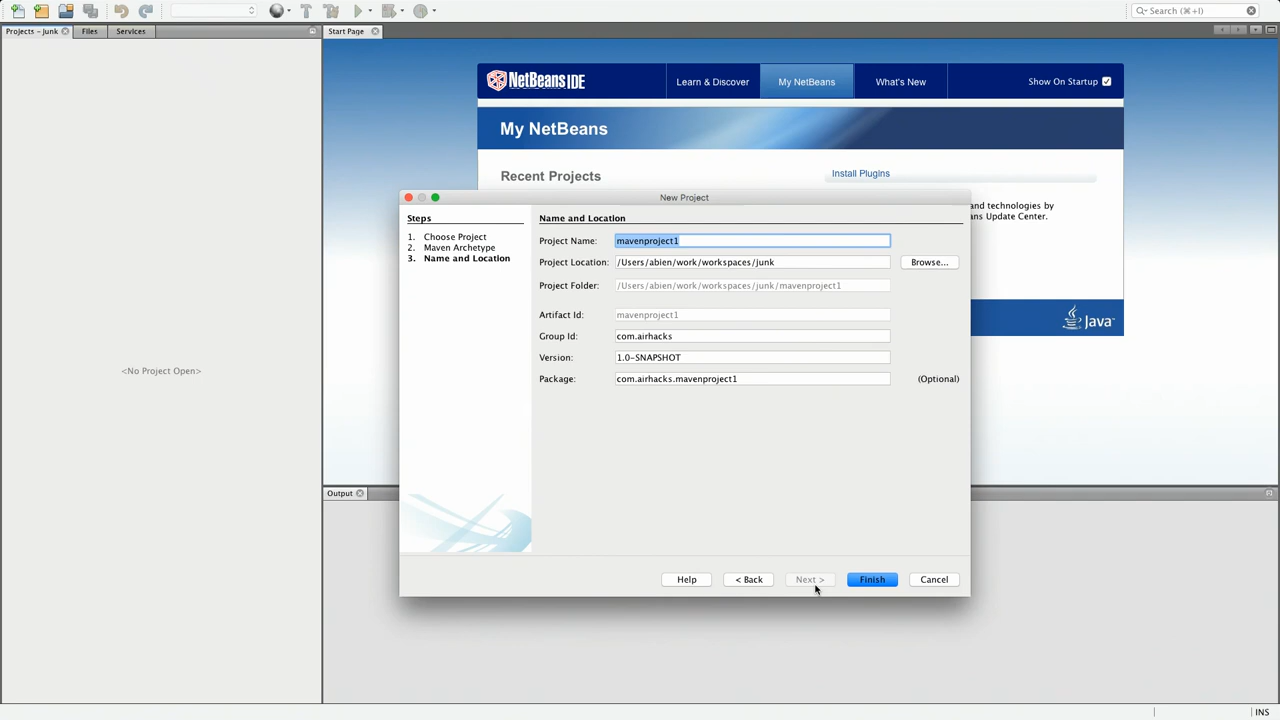 Search (⌘+I)
Projects – Junk
Files
Services
Start Page
NetBeans IDE
Learn & Discover
My NetBeans
What's New
Show On Startup
My NetBeans
Recent Projects
Install Plugins
and technologies by
ns Update Center.
Java
<No Project Open>
New Project
Steps
1. Choose Project
2. Maven Archetype
3. Name and Location
Name and Location
Project Name: mavenproject1
Project Location: /Users/abien/work/workspaces/junk Browse...
Project Folder: /Users/abien/work/workspaces/junk/mavenproject1
Artifact Id: mavenproject1
Group Id: com.airhacks
Version: 1.0-SNAPSHOT
Package: com.airhacks.mavenproject1 (Optional)
Help
< Back
Next >
Finish
Cancel
Output
INS